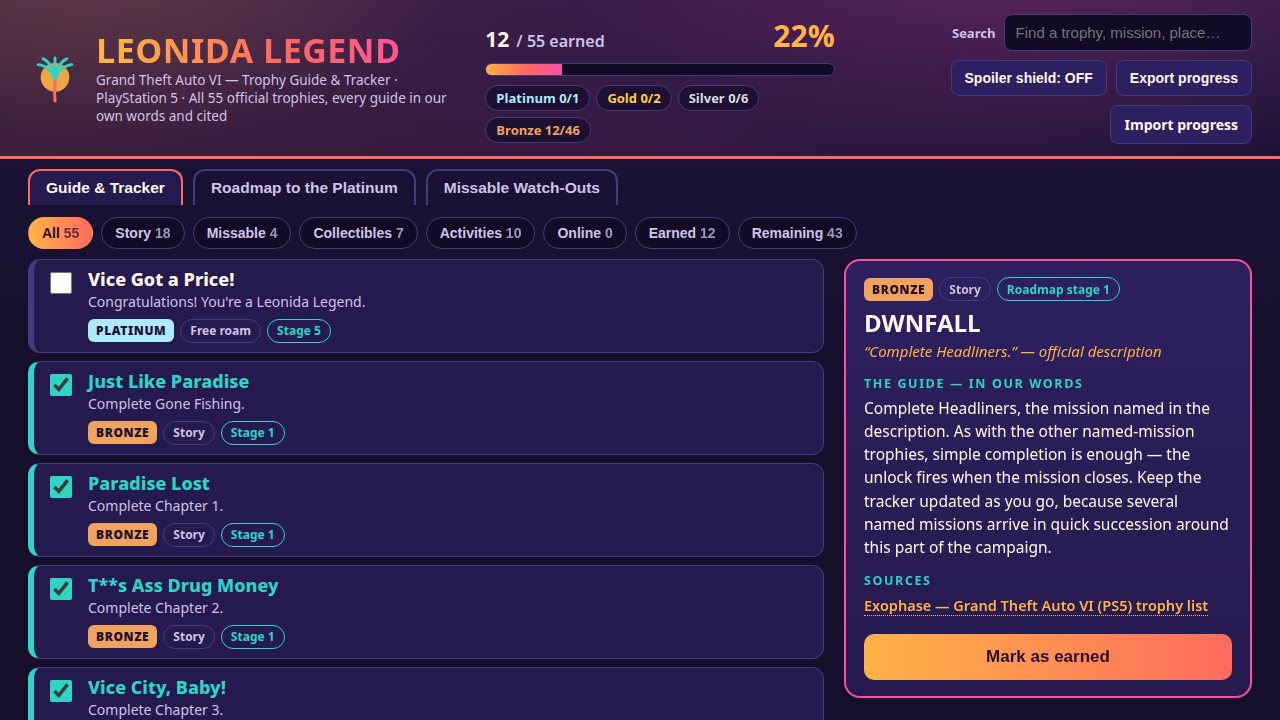 LEONIDA LEGEND
Grand Theft Auto VI — Trophy Guide & Tracker ·
PlayStation 5 · All 55 official trophies, every guide in our
own words and cited
12 / 55 earned
22%
Platinum 0/1
Gold 0/2
Silver 0/6
Bronze 12/46
Search
Find a trophy, mission, place…
Spoiler shield: OFF
Export progress
Import progress
Guide & Tracker
Roadmap to the Platinum
Missable Watch-Outs
All 55
Story 18
Missable 4
Collectibles 7
Activities 10
Online 0
Earned 12
Remaining 43
Vice Got a Price!
Congratulations! You're a Leonida Legend.
PLATINUM
Free roam
Stage 5
Just Like Paradise
Complete Gone Fishing.
BRONZE
Story
Stage 1
Paradise Lost
Complete Chapter 1.
BRONZE
Story
Stage 1
T**s Ass Drug Money
Complete Chapter 2.
BRONZE
Story
Stage 1
Vice City, Baby!
Complete Chapter 3.
BRONZE
Story
Roadmap stage 1
DWNFALL
“Complete Headliners.” — official description
THE GUIDE — IN OUR WORDS
Complete Headliners, the mission named in the
description. As with the other named-mission
trophies, simple completion is enough — the
unlock fires when the mission closes. Keep the
tracker updated as you go, because several
named missions arrive in quick succession around
this part of the campaign.
SOURCES
Exophase — Grand Theft Auto VI (PS5) trophy list
Mark as earned